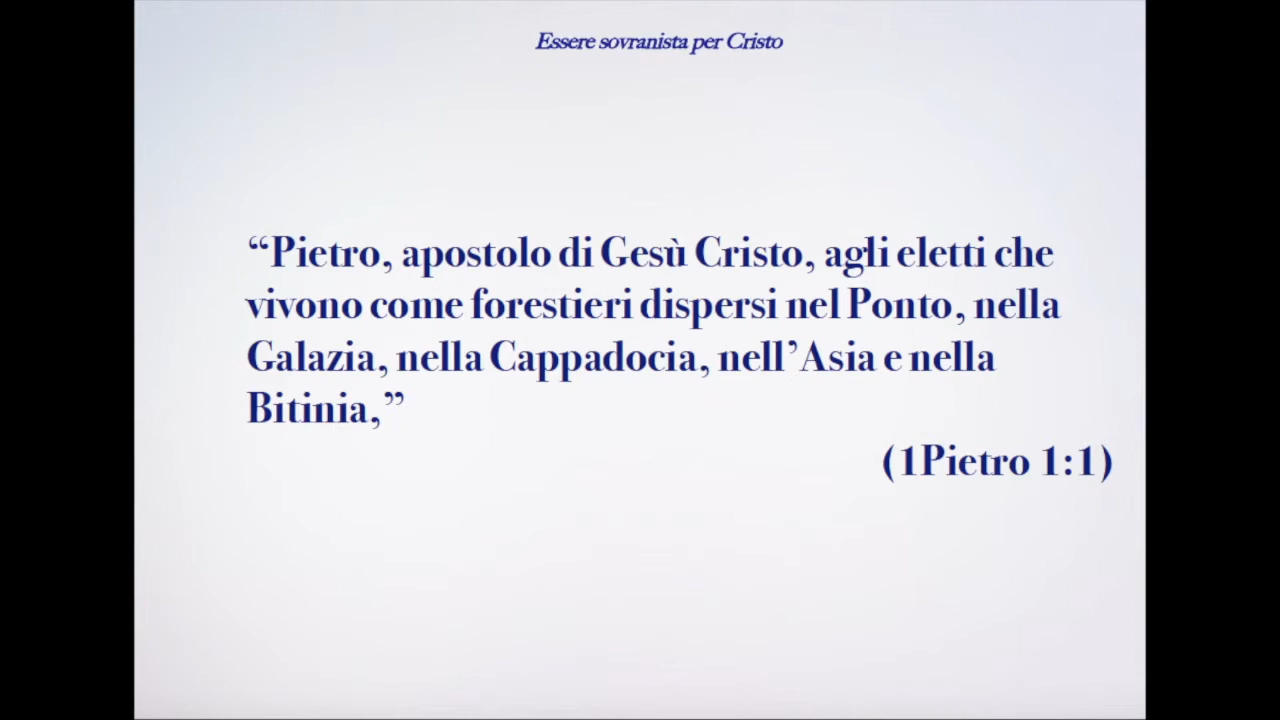 Essere sovranista per Cristo
“Pietro, apostolo di Gesù Cristo, agli eletti che
vivono come forestieri dispersi nel Ponto, nella
Galazia, nella Cappadocia, nell’Asia e nella
Bitinia,”
(1Pietro 1:1)